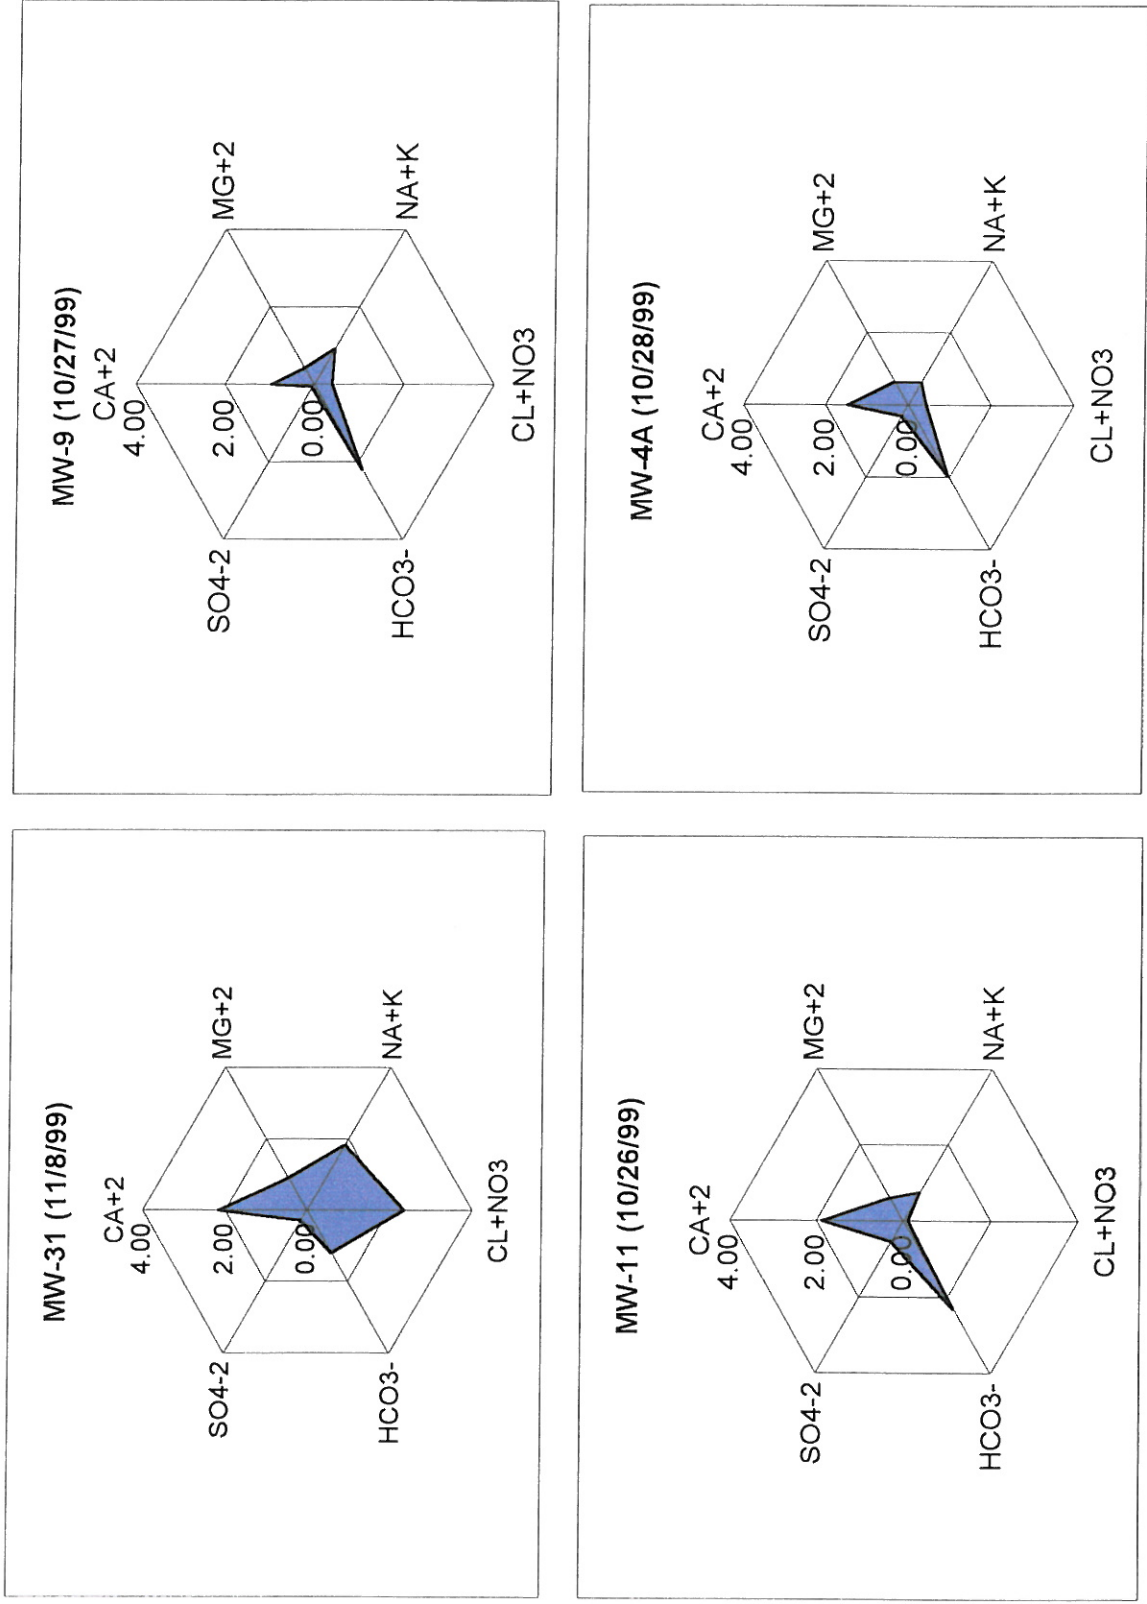 MW-31 (11/8/99)
CA+2
4.00
2.00
0.00
MG+2
NA+K
CL+NO3
HCO3-
SO4-2
MW-9 (10/27/99)
CA+2
4.00
2.00
0.00
MG+2
NA+K
CL+NO3
HCO3-
SO4-2
MW-11 (10/26/99)
CA+2
4.00
2.00
0.00
MG+2
NA+K
CL+NO3
HCO3-
SO4-2
MW-4A (10/28/99)
CA+2
4.00
2.00
0.00
MG+2
NA+K
CL+NO3
HCO3-
SO4-2